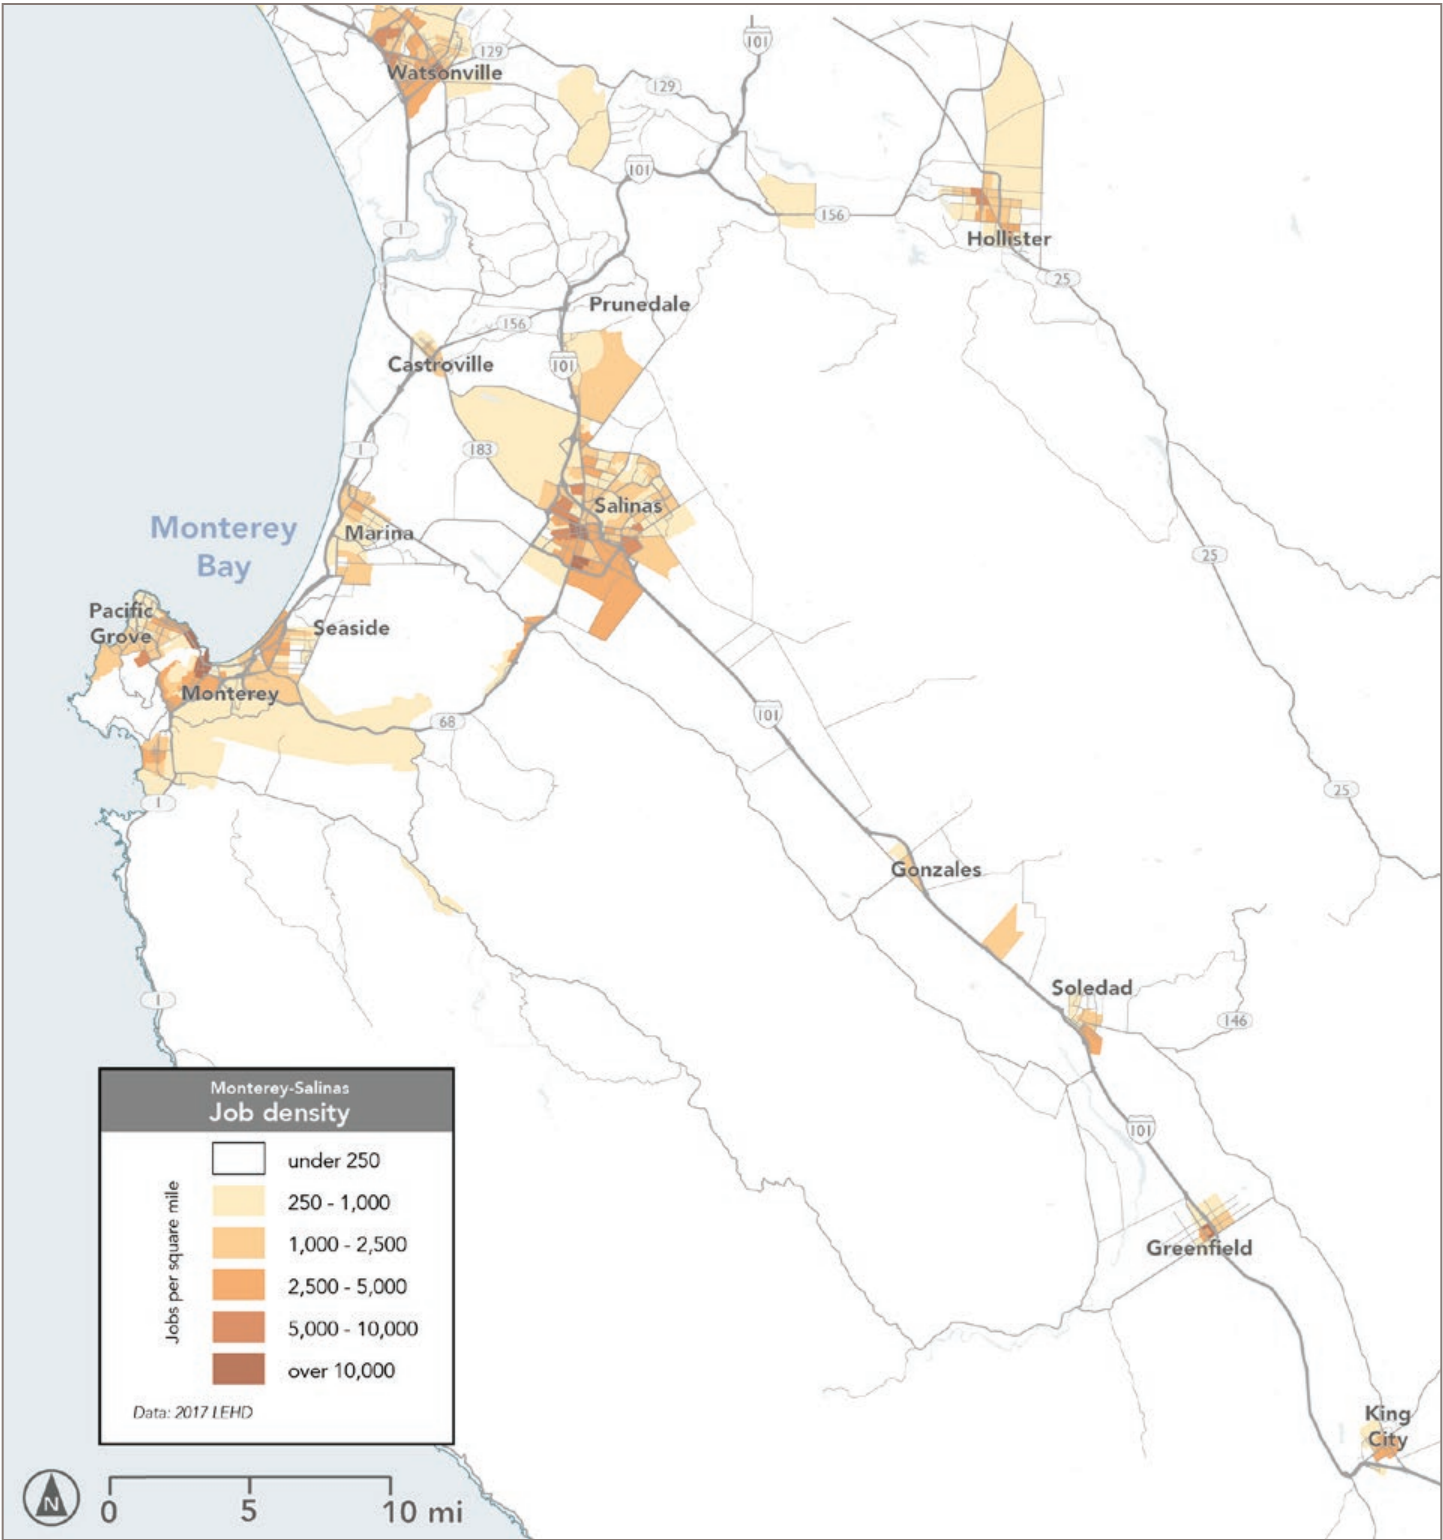 101
129
Watsonville
129
101
156
1
Hollister
25
Prunedale
156
Castroville
101
1
183
Salinas
Monterey
Bay
Marina
25
Pacific
Grove
Seaside
Monterey
68
101
25
1
Gonzales
Soledad
1
146
101
Greenfield
King
City
Monterey-Salinas
Job density
Jobs per square mile
under 250
250 - 1,000
1,000 - 2,500
2,500 - 5,000
5,000 - 10,000
over 10,000
Data: 2017 LEHD
N
0 5 10 mi